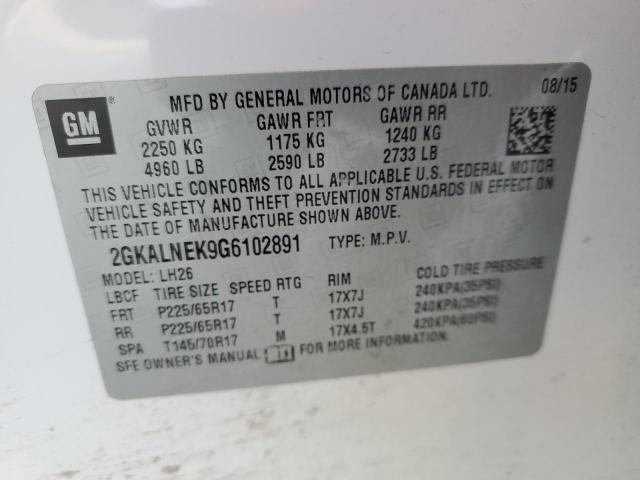 GM
MFD BY GENERAL MOTORS OF CANADA LTD. 08/15
GVWR GAWR FRT GAWR RR
2250 KG 1175 KG 1240 KG
4960 LB 2590 LB 2733 LB
THIS VEHICLE CONFORMS TO ALL APPLICABLE U.S. FEDERAL MOTOR
VEHICLE SAFETY AND THEFT PREVENTION STANDARDS IN EFFECT ON
THE DATE OF MANUFACTURE SHOWN ABOVE.
2GKALNEK9G6102891 TYPE: M.P.V.
MODEL: LH26
LBCF TIRE SIZE SPEED RTG RIM COLD TIRE PRESSURE
FRT P225/65R17 T 17X7J 240KPA(35PSI)
RR P225/65R17 T 17X7J 240KPA(35PSI)
SPA T145/70R17 M 17X4.5T 420KPA(60PSI)
SEE OWNER'S MANUAL FOR MORE INFORMATION.